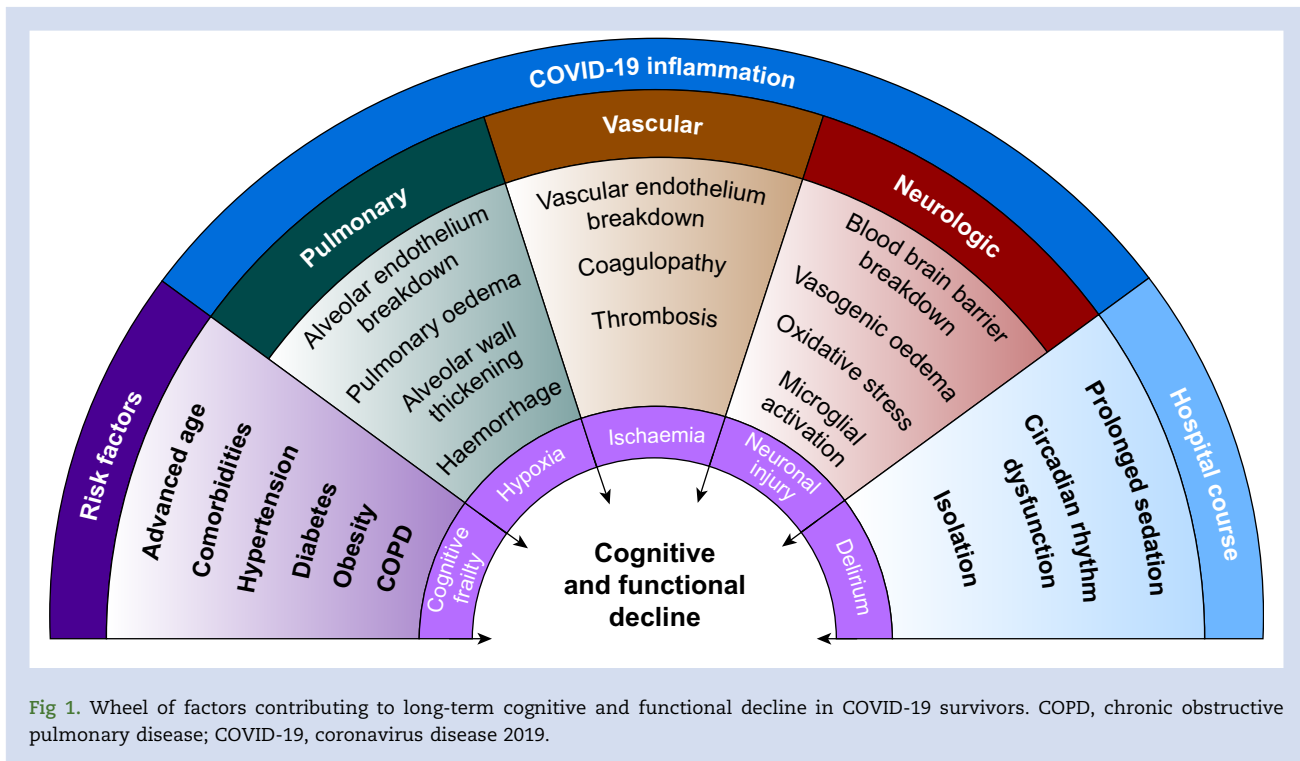 COVID-19 inflammation
Risk factors
Pulmonary
Vascular
Neurologic
Hospital course
Advanced age
Comorbidities
Hypertension
Diabetes
Obesity
COPD
Alveolar endothelium
breakdown
Pulmonary oedema
Alveolar wall
thickening
Haemorrhage
Vascular endothelium
breakdown
Coagulopathy
Thrombosis
Blood brain barrier
breakdown
Vasogenic oedema
Oxidative stress
Microglial
activation
Isolation
Circadian rhythm
dysfunction
Prolonged sedation
Cognitive
frailty
Hypoxia
Ischaemia
Neuronal
injury
Delirium
Cognitive
and functional
decline
Fig 1. Wheel of factors contributing to long-term cognitive and functional decline in COVID-19 survivors. COPD, chronic obstructive
pulmonary disease; COVID-19, coronavirus disease 2019.